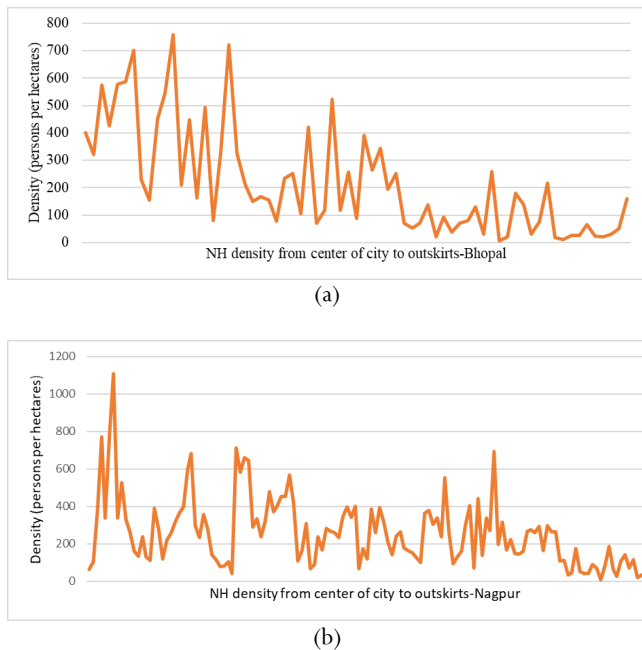 800
700
600
500
400
300
200
100
0
Density (persons per hectares)
NH density from center of city to outskirts-Bhopal
(a)
1200
1000
800
600
400
200
0
Density (persons per hectares)
NH density from center of city to outskirts-Nagpur
(b)